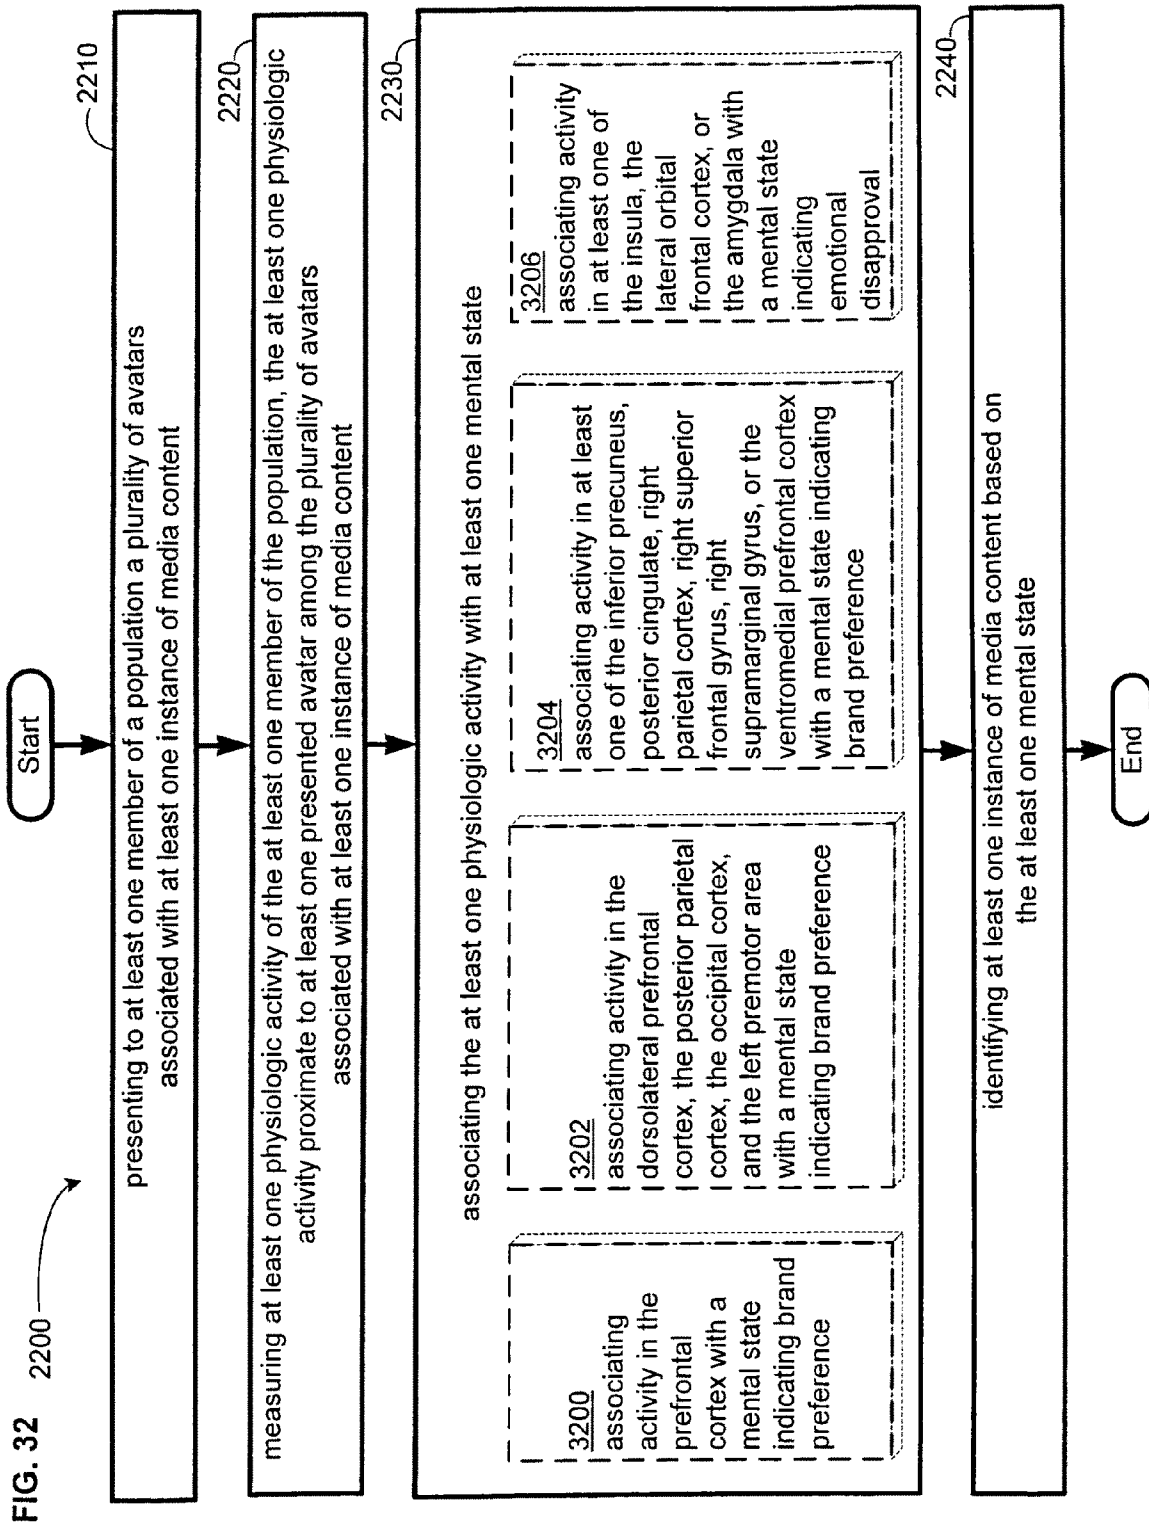 FIG. 32
2200
Start
2210
presenting to at least one member of a population a plurality of avatars
associated with at least one instance of media content
2220
measuring at least one physiologic activity of the at least one member of the population, the at least one physiologic
activity proximate to at least one presented avatar among the plurality of avatars
associated with at least one instance of media content
2230
associating the at least one physiologic activity with at least one mental state
3200
associating
activity in the
prefrontal
cortex with a
mental state
indicating brand
preference
3202
associating activity in the
dorsolateral prefrontal
cortex, the posterior parietal
cortex, the occipital cortex,
and the left premotor area
with a mental state
indicating brand preference
3204
associating activity in at least
one of the inferior precuneus,
posterior cingulate, right
parietal cortex, right superior
frontal gyrus, right
supramarginal gyrus, or the
ventromedial prefrontal cortex
with a mental state indicating
brand preference
3206
associating activity
in at least one of
the insula, the
lateral orbital
frontal cortex, or
the amygdala with
a mental state
indicating
emotional
disapproval
2240
identifying at least one instance of media content based on
the at least one mental state
End